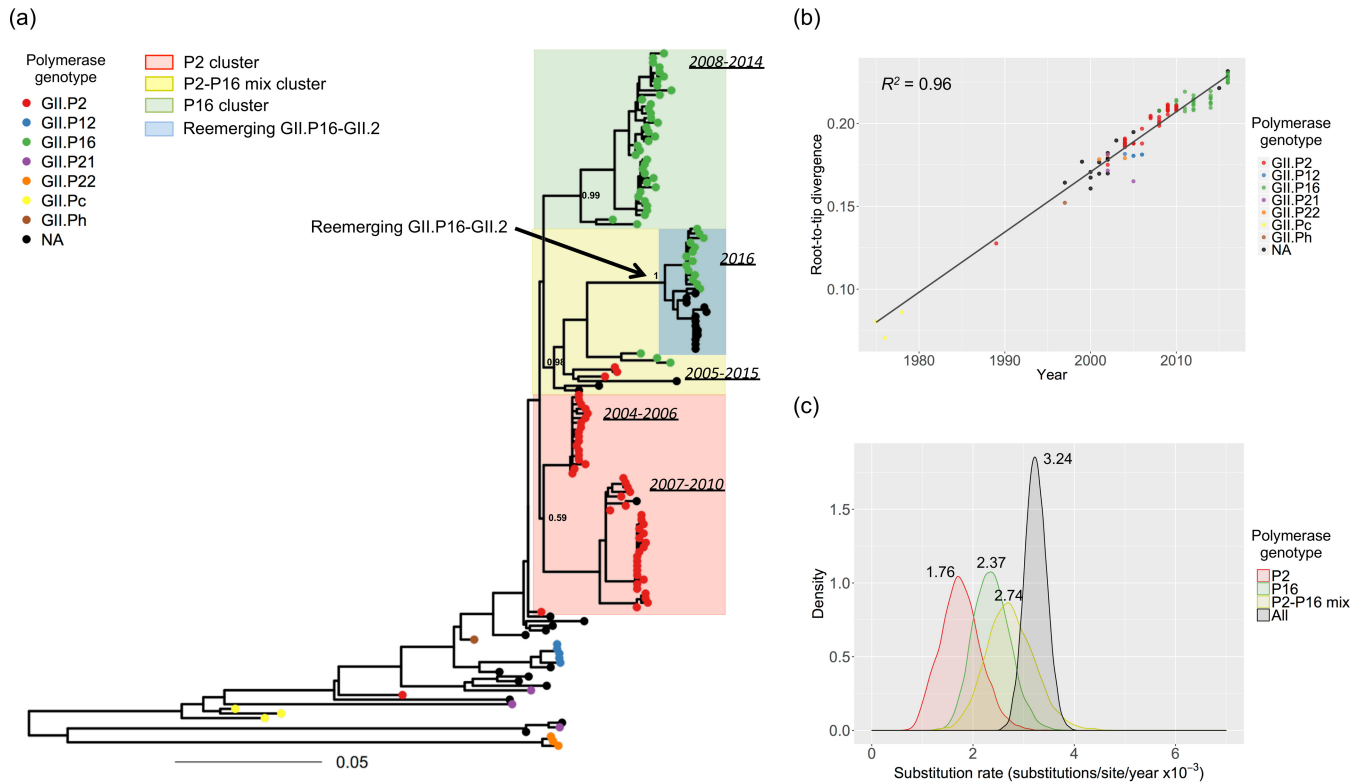 (a)
Polymerase
genotype
GII.P2
GII.P12
GII.P16
GII.P21
GII.P22
GII.Pc
GII.Ph
NA
P2 cluster
P2-P16 mix cluster
P16 cluster
Reemerging GII.P16-GII.2
2008-2014
0.99
Reemerging GII.P16-GII.2
1
2016
0.98
2005-2015
2004-2006
2007-2010
0.59
0.05
(b)
R² = 0.96
Root-to-tip divergence
0.20
0.15
0.10
1980
1990
2000
2010
Year
Polymerase
genotype
GII.P2
GII.P12
GII.P16
GII.P21
GII.P22
GII.Pc
GII.Ph
NA
(c)
Density
1.5
1.0
0.5
0.0
1.76
2.37
2.74
3.24
0
2
4
6
Substitution rate (substitutions/site/year x10⁻³)
Polymerase
genotype
P2
P16
P2-P16 mix
All